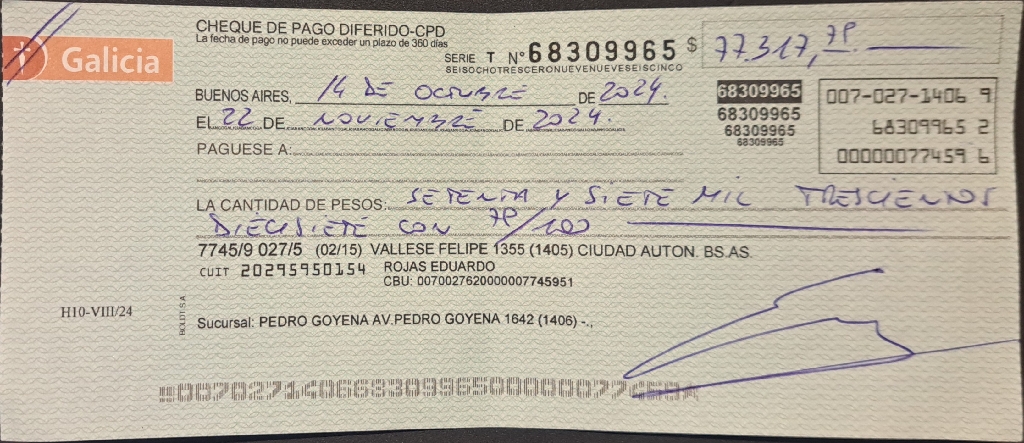 Galicia
CHEQUE DE PAGO DIFERIDO-CPD
La fecha de pago no puede exceder un plazo de 360 días
SERIE T Nº 68309965
SEISOCHOTRESCERONUEVENUEVESEISCINCO
$ 77.317,
BUENOS AIRES, 14 DE OCTUBRE DE 2024.
EL 22 DE NOVIEMBRE DE 2024.
PAGUESE A:
68309965
68309965
68309965
68309965
007-027-1406 9
68309965 2
00000077459 6
LA CANTIDAD DE PESOS: SETENTA Y SIETE MIL TRESCIENTOS
DIECISIETE CON /100
7745/9 027/5 (02/15) VALLESE FELIPE 1355 (1405) CIUDAD AUTON. BS.AS.
CUIT 20295950154 ROJAS EDUARDO
CBU: 0070027620000007745951
H10-VIII/24
BOLDT S.A
Sucursal: PEDRO GOYENA AV.PEDRO GOYENA 1642 (1406) -.,